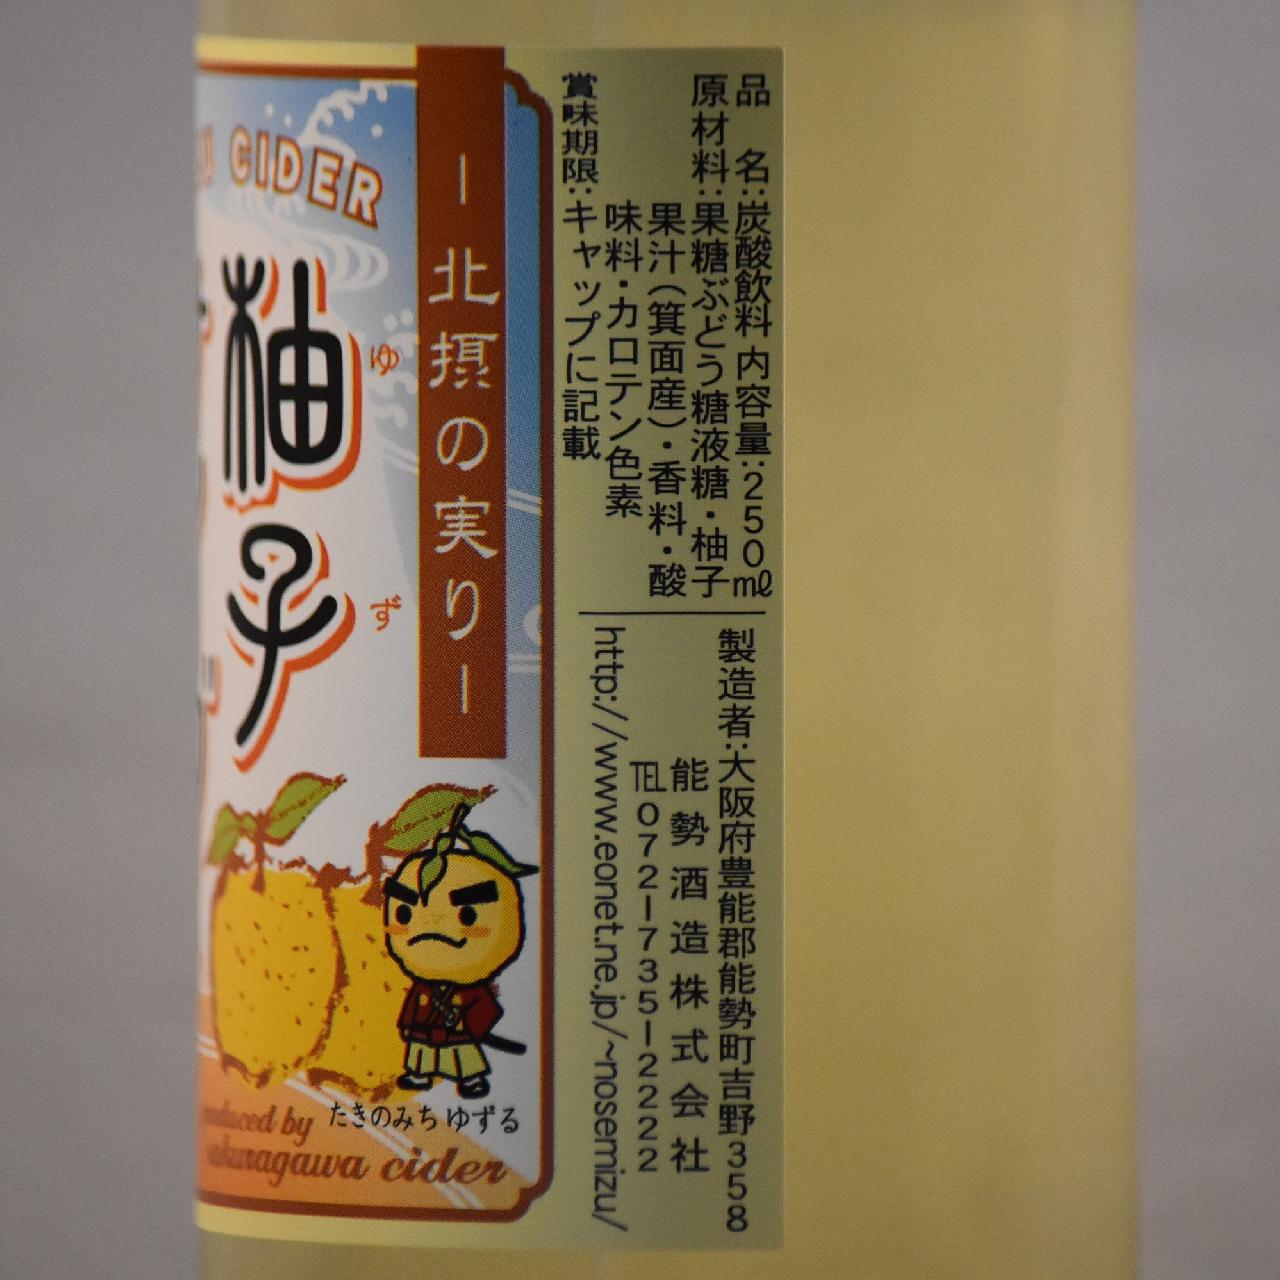 品　名：炭酸飲料 内容量：250mℓ
原材料：果糖ぶどう糖液糖・柚子
果汁（箕面産）・香料・酸
味料・カロテン色素
賞味期限：キャップに記載
製造者：大阪府豊能郡能勢町吉野358
能勢酒造株式会社
℡072-735-1222
http://www.eonet.ne.jp/~nosemizu/
ー北摂の実りー
CIDER
柚子
ゆず
たきのみち ゆずる
by
cider